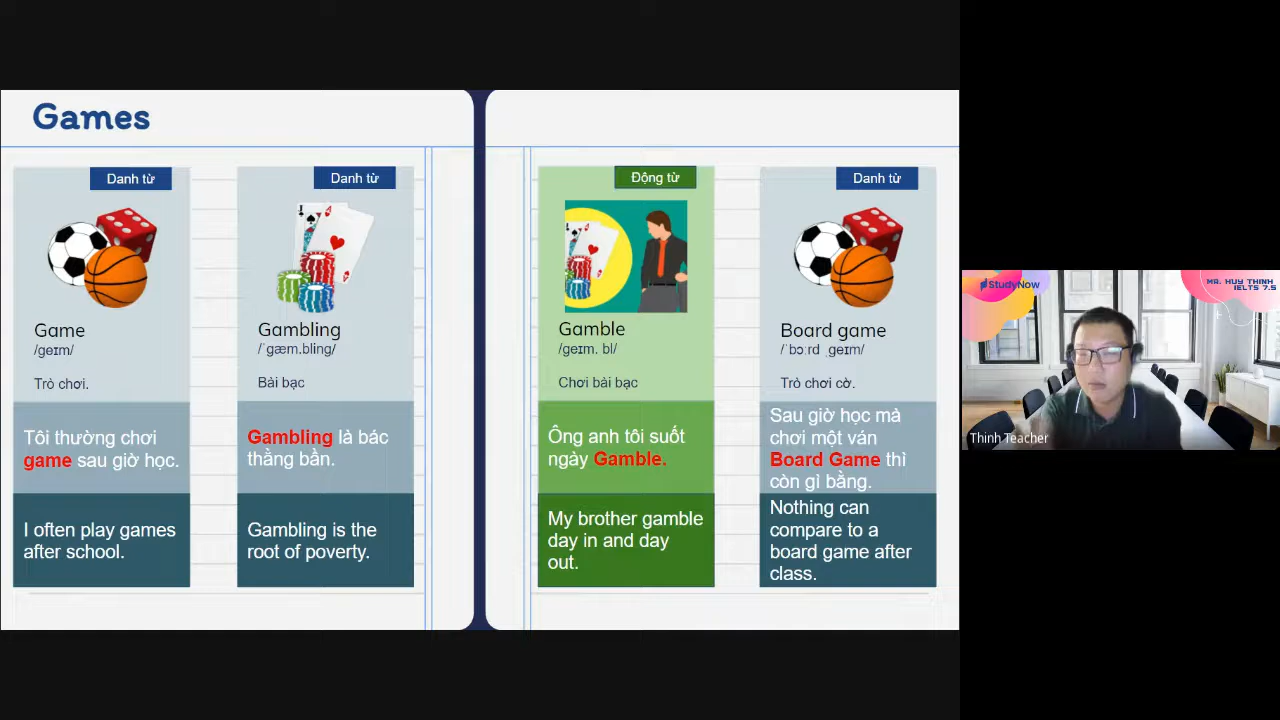 Games
Danh từ
Game
/geɪm/
Trò chơi.
Tôi thường chơi
game sau giờ học.
I often play games
after school.
Danh từ
Gambling
/ˈɡæm.blɪng/
Bài bạc
Gambling là bác
thằng bần.
Gambling is the
root of poverty.
Động từ
Gamble
/geɪm. bl/
Chơi bài bạc
Ông anh tôi suốt
ngày Gamble.
My brother gamble
day in and day
out.
Danh từ
Board game
/ˈbɔːrd ˌɡeɪm/
Trò chơi cờ.
Sau giờ học mà
chơi một ván
Board Game thì
còn gì bằng.
Nothing can
compare to a
board game after
class.
StudyNow
MR. HUY THINH
IELTS 7.5
Thinh Teacher